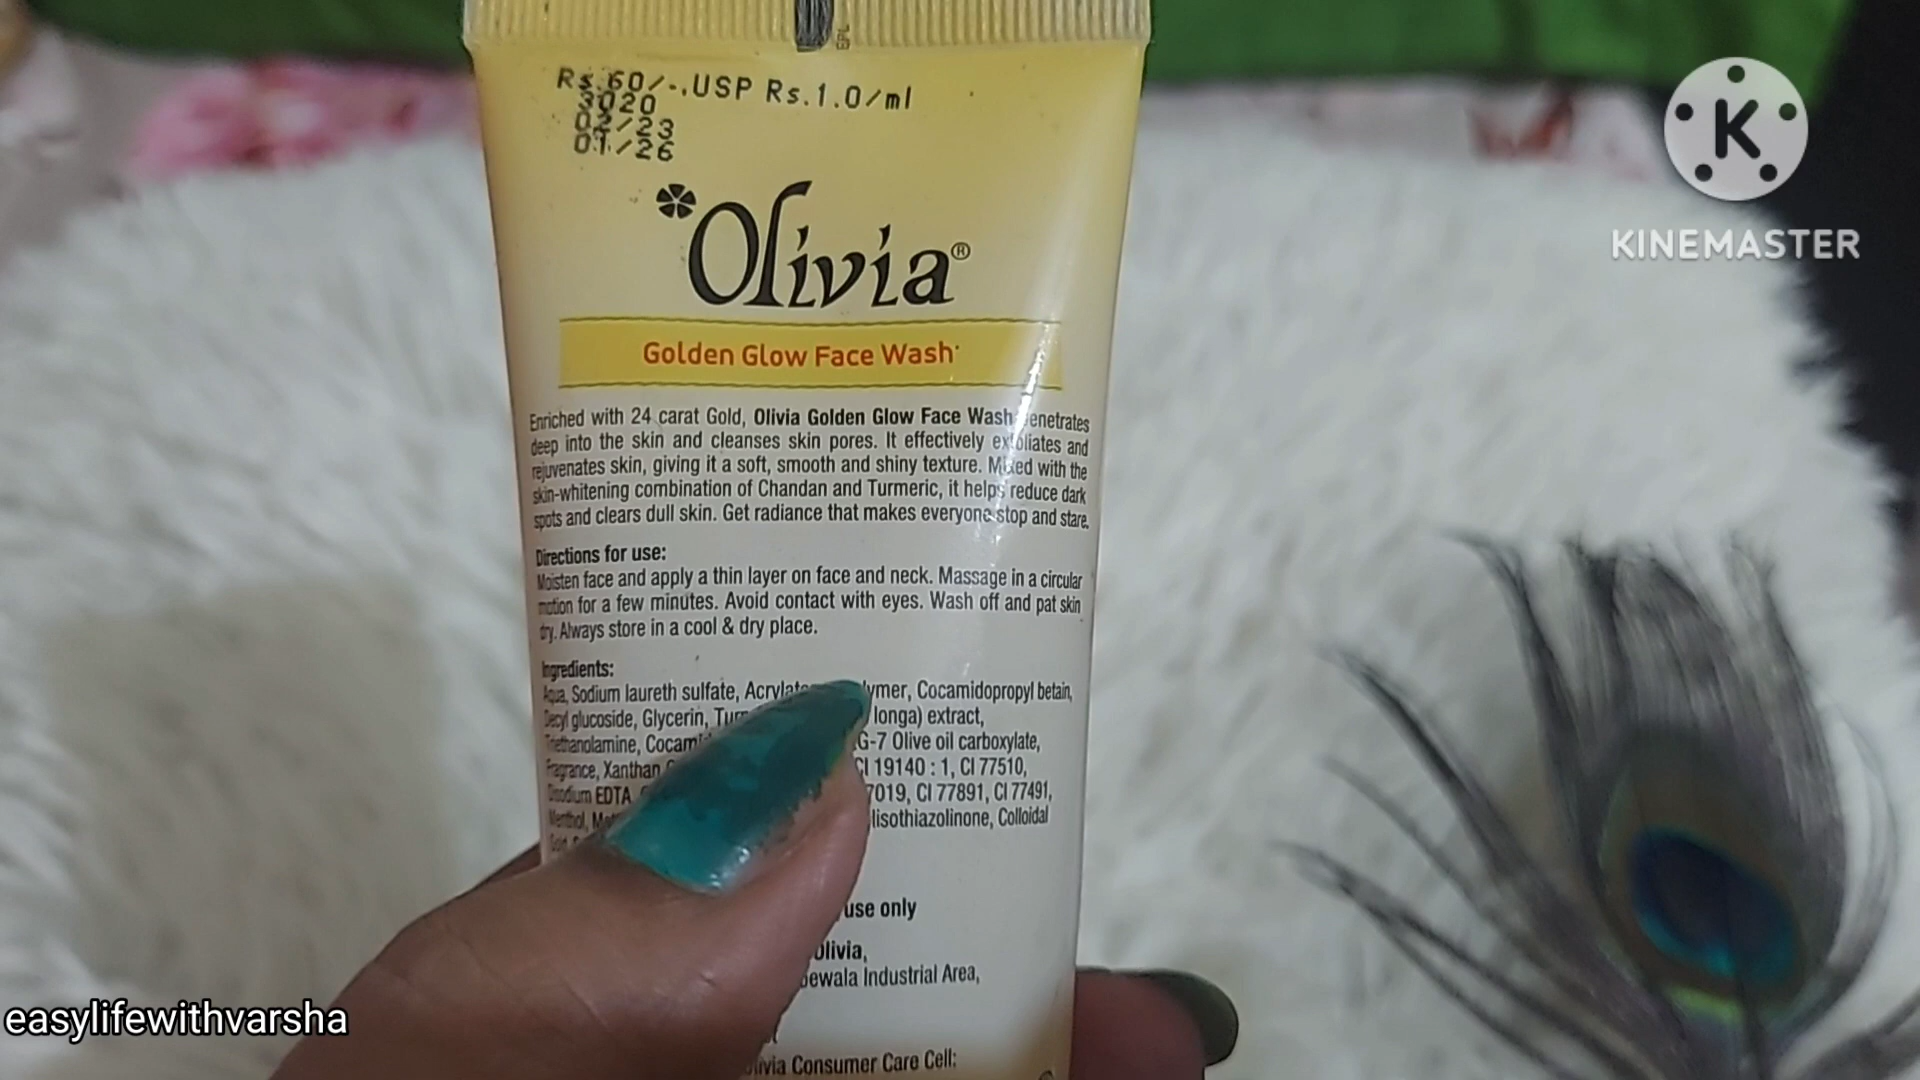 EPL
Rs.60/-.USP Rs.1.0/ml
3020
02/23
01/26
Olivia®
Golden Glow Face Wash*
Enriched with 24 carat Gold, Olivia Golden Glow Face Wash penetrates
deep into the skin and cleanses skin pores. It effectively exfoliates and
rejuvenates skin, giving it a soft, smooth and shiny texture. Mixed with the
skin-whitening combination of Chandan and Turmeric, it helps reduce dark
spots and clears dull skin. Get radiance that makes everyone stop and stare.
Directions for use:
Moisten face and apply a thin layer on face and neck. Massage in a circular
motion for a few minutes. Avoid contact with eyes. Wash off and pat skin
dry. Always store in a cool & dry place.
Ingredients:
Aqua, Sodium laureth sulfate, Cocamidopropyl betain,
Decyl glucoside, Glycerin, longa) extract,
Triethanolamine, G-7 Olive oil carboxylate,
Fragrance, Xanthan CI 19140 : 1, CI 77510,
Disodium EDTA 7019, CI 77891, CI 77491,
Menthol, Colloidal
Gold,
use only
Olivia,
Industrial Area,
Olivia Consumer Care Cell:
K
KINEMASTER
easylifewithvarsha